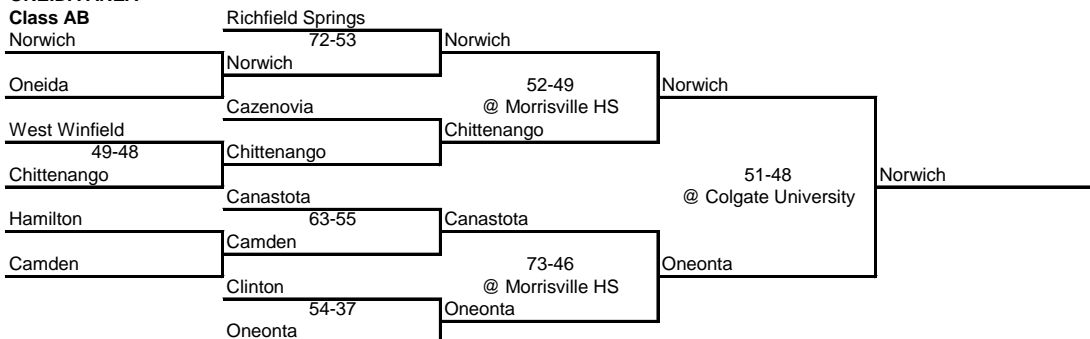 Class AB
Richfield Springs
Norwich
72-53
Norwich
Norwich
Oneida
52-49
Norwich
Cazenovia
@ Morrisville HS
West Winfield
Chittenango
49-48
Chittenango
Chittenango
51-48
Norwich
Canastota
@ Colgate University
Hamilton
63-55
Canastota
Camden
Camden
73-46
Oneonta
Clinton
@ Morrisville HS
54-37
Oneonta
Oneonta